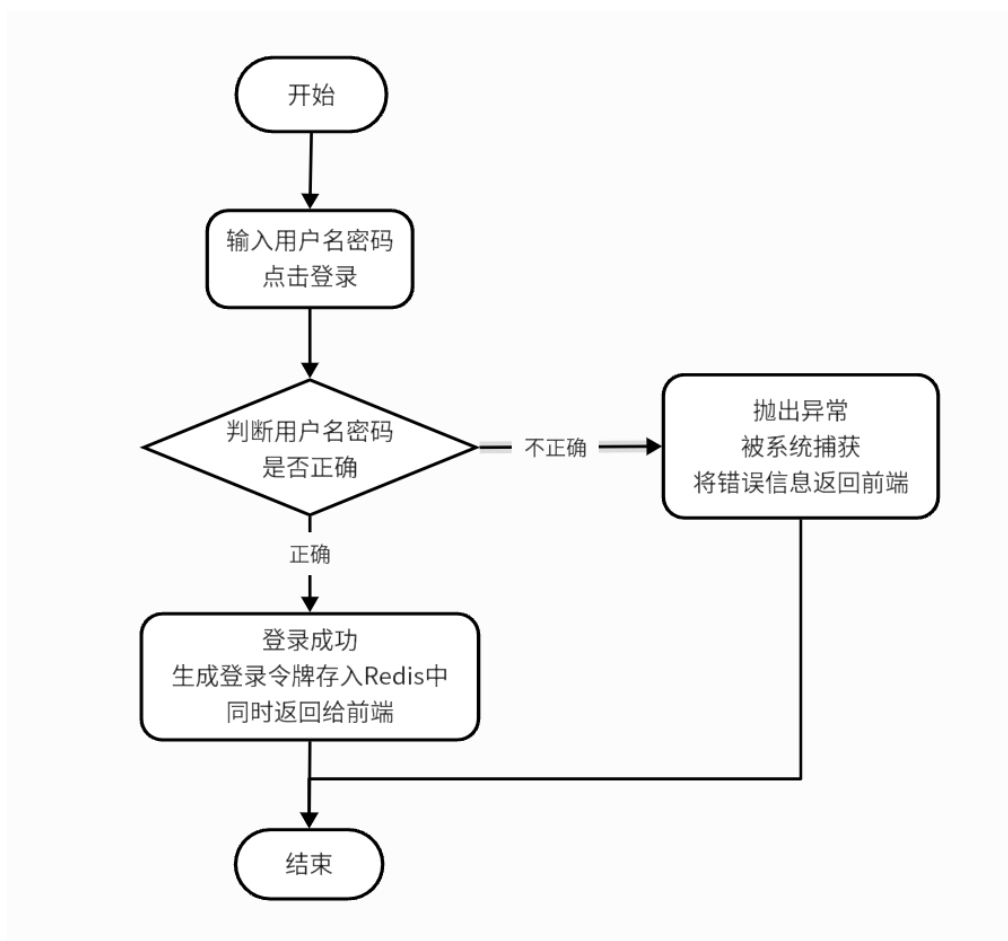 开始
输入用户名密码
点击登录
判断用户名密码
是否正确
不正确
抛出异常
被系统捕获
将错误信息返回前端
正确
登录成功
生成登录令牌存入Redis中
同时返回给前端
结束